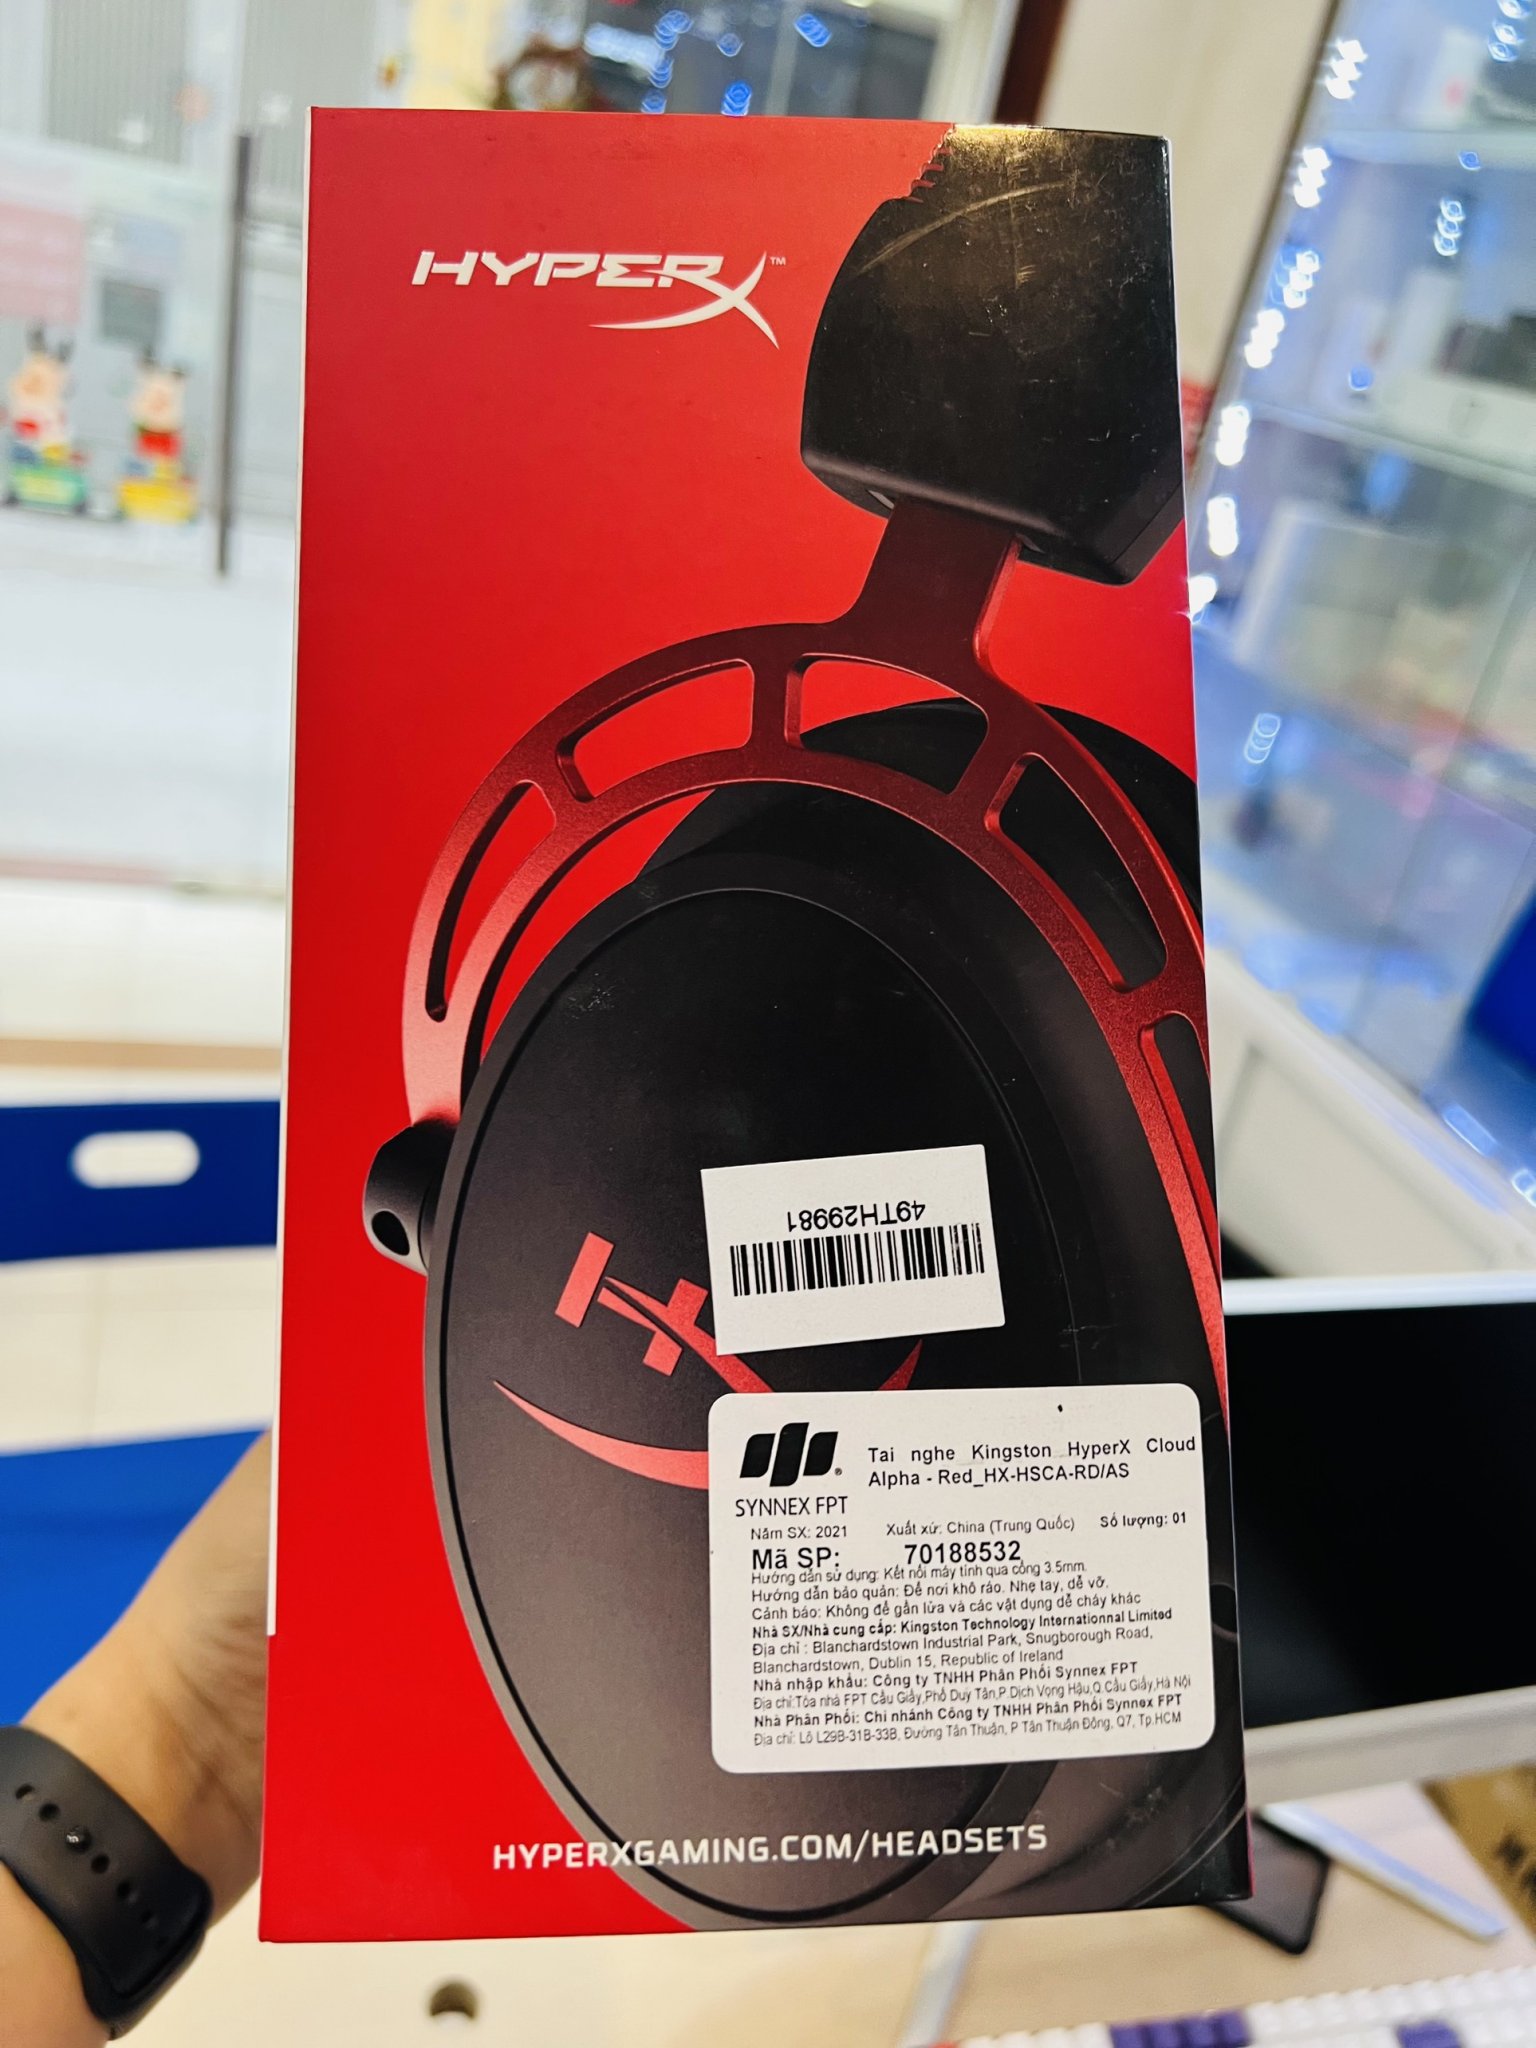 HYPERX™
49TH29981
SYNNEX FPT
Tai nghe Kingston HyperX Cloud
Alpha - Red_HX-HSCA-RD/AS
Năm SX: 2021 Xuất xứ: China (Trung Quốc) Số lượng: 01
Mã SP: 70188532
Hướng dẫn sử dụng: Kết nối máy tính qua cổng 3.5mm.
Hướng dẫn bảo quản: Để nơi khô ráo. Nhẹ tay, dễ vỡ.
Cảnh báo: Không để gần lửa và các vật dụng dễ cháy khác
Nhà SX/Nhà cung cấp: Kingston Technology Internationnal Limited
Địa chỉ : Blanchardstown Industrial Park, Snugborough Road,
Blanchardstown, Dublin 15, Republic of Ireland
Nhà nhập khẩu: Công ty TNHH Phân Phối Synnex FPT
Địa chỉ:Tòa nhà FPT Cầu Giấy,Phố Duy Tân,P.Dịch Vọng Hậu,Q.Cầu Giấy,Hà Nội
Nhà Phân Phối: Chi nhánh Công ty TNHH Phân Phối Synnex FPT
Địa chỉ: Lô L29B-31B-33B, Đường Tân Thuận, P Tân Thuận Đông, Q7, Tp.HCM
HYPERXGAMING.COM/HEADSETS